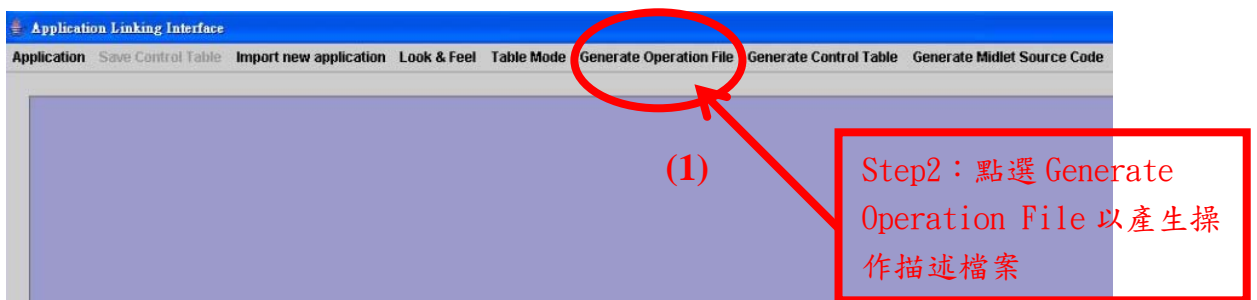 Application Linking Interface
Application Save Control Table Import new application Look & Feel Table Mode Generate Operation File Generate Control Table Generate Midlet Source Code
(1)
Step2：點選 Generate
Operation File 以產生操
作描述檔案